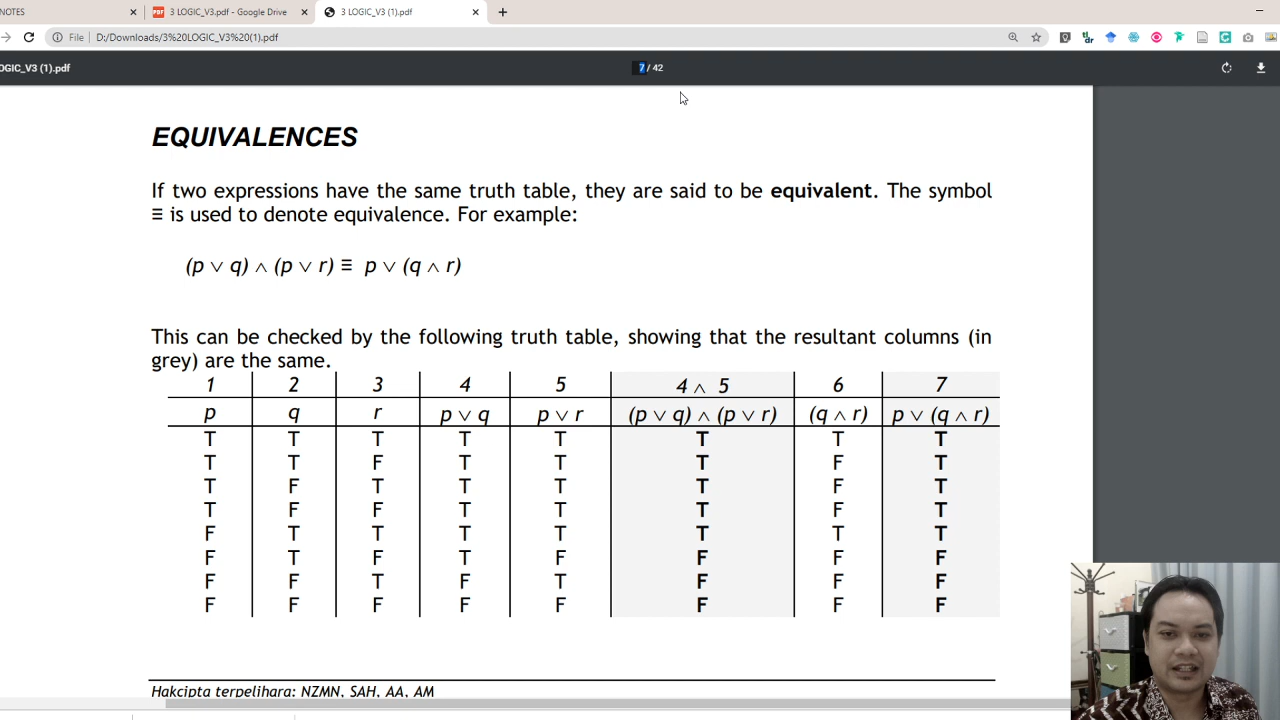 NOTES
3 LOGIC_V3.pdf - Google Drive
3 LOGIC_V3 (1).pdf
File
D:/Downloads/3%20LOGIC_V3%20(1).pdf
OGIC_V3 (1).pdf
7 / 42
EQUIVALENCES
If two expressions have the same truth table, they are said to be equivalent. The symbol
≡ is used to denote equivalence. For example:
(p ∨ q) ∧ (p ∨ r) ≡ p ∨ (q ∧ r)
This can be checked by the following truth table, showing that the resultant columns (in
grey) are the same.
1 2 3 4 5 4 ∧ 5 6 7
p q r p ∨ q p ∨ r (p ∨ q) ∧ (p ∨ r) (q ∧ r) p ∨ (q ∧ r)
T T T T T T T T
T T F T T T F T
T F T T T T F T
T F F T T T F T
F T T T T T T T
F T F T F F F F
F F T F T F F F
F F F F F F F F
Hakcipta terpelihara: NZMN, SAH, AA, AM